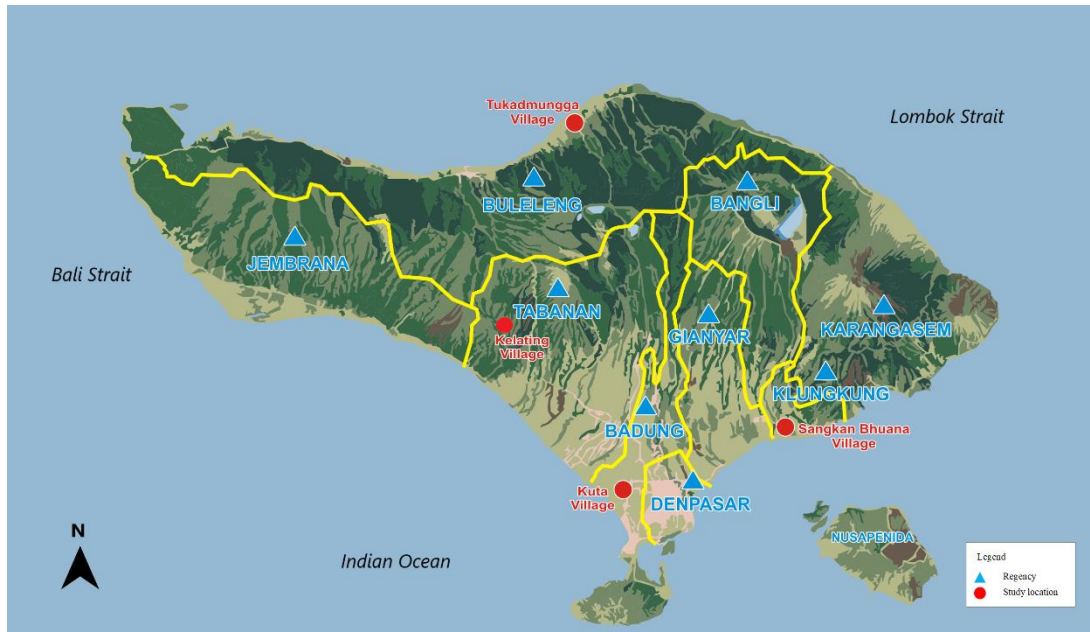 Tukadmungga
Village
Lombok Strait
BULELENG
BANGLI
JEMBRANA
Bali Strait
TABANAN
Kelating
Village
GIANYAR
KARANGASEM
KLUNGKUNG
BADUNG
Sangkan Bhuana
Village
Kuta
Village
DENPASAR
N
Indian Ocean
NUSAPENIDA
Legend
Regency
Study location